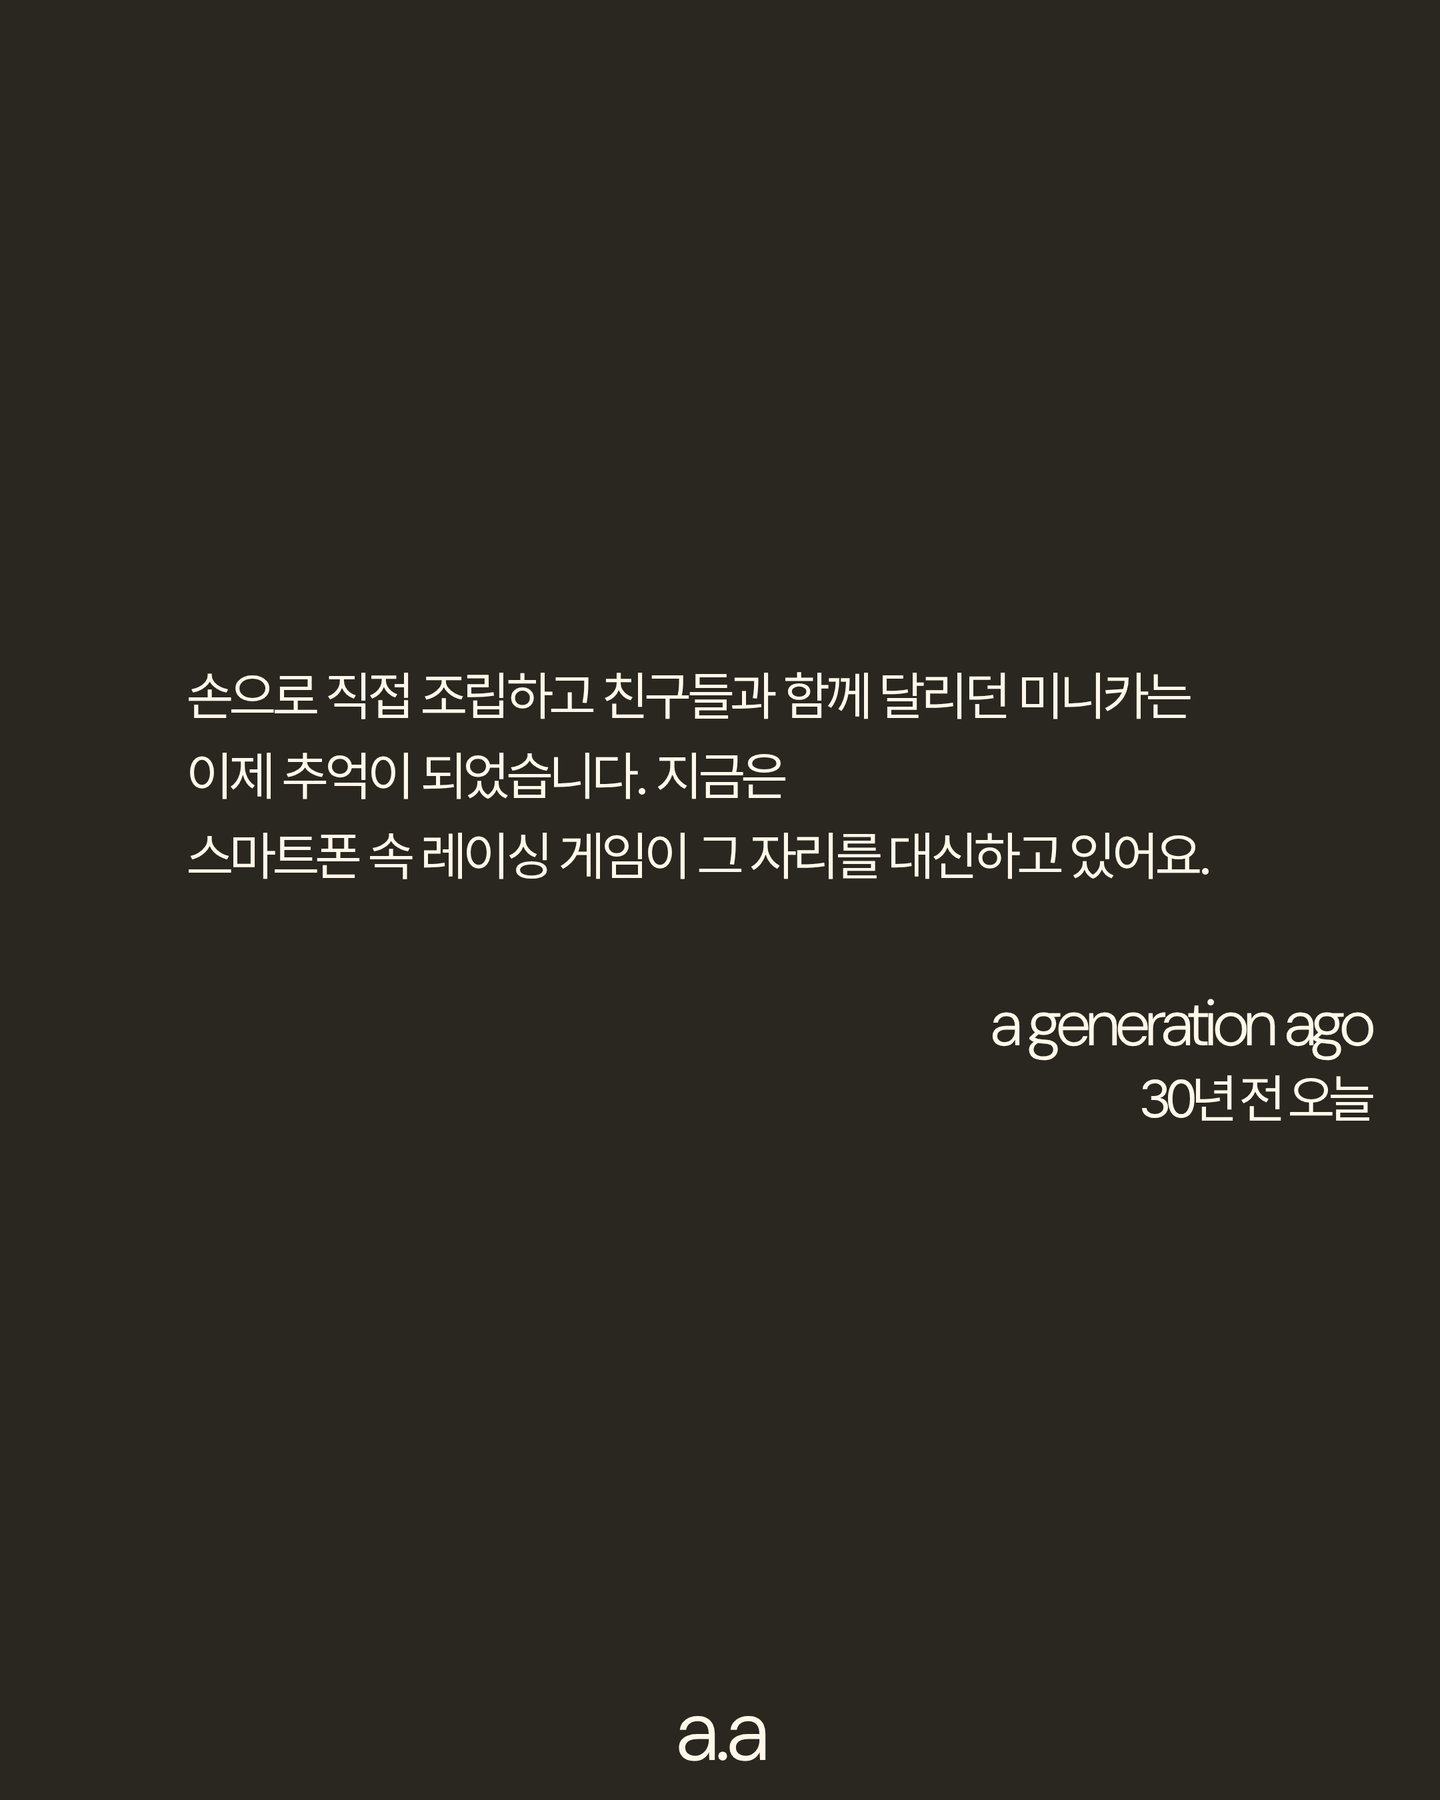 손으로 직접 조립하고 친구들과 함께 달리던 미니카는
이제 추억이 되었습니다. 지금은
스마트폰 속 레이싱 게임이 그 자리를 대신하고 있어요.
a generation ago
30년 전 오늘
a.a